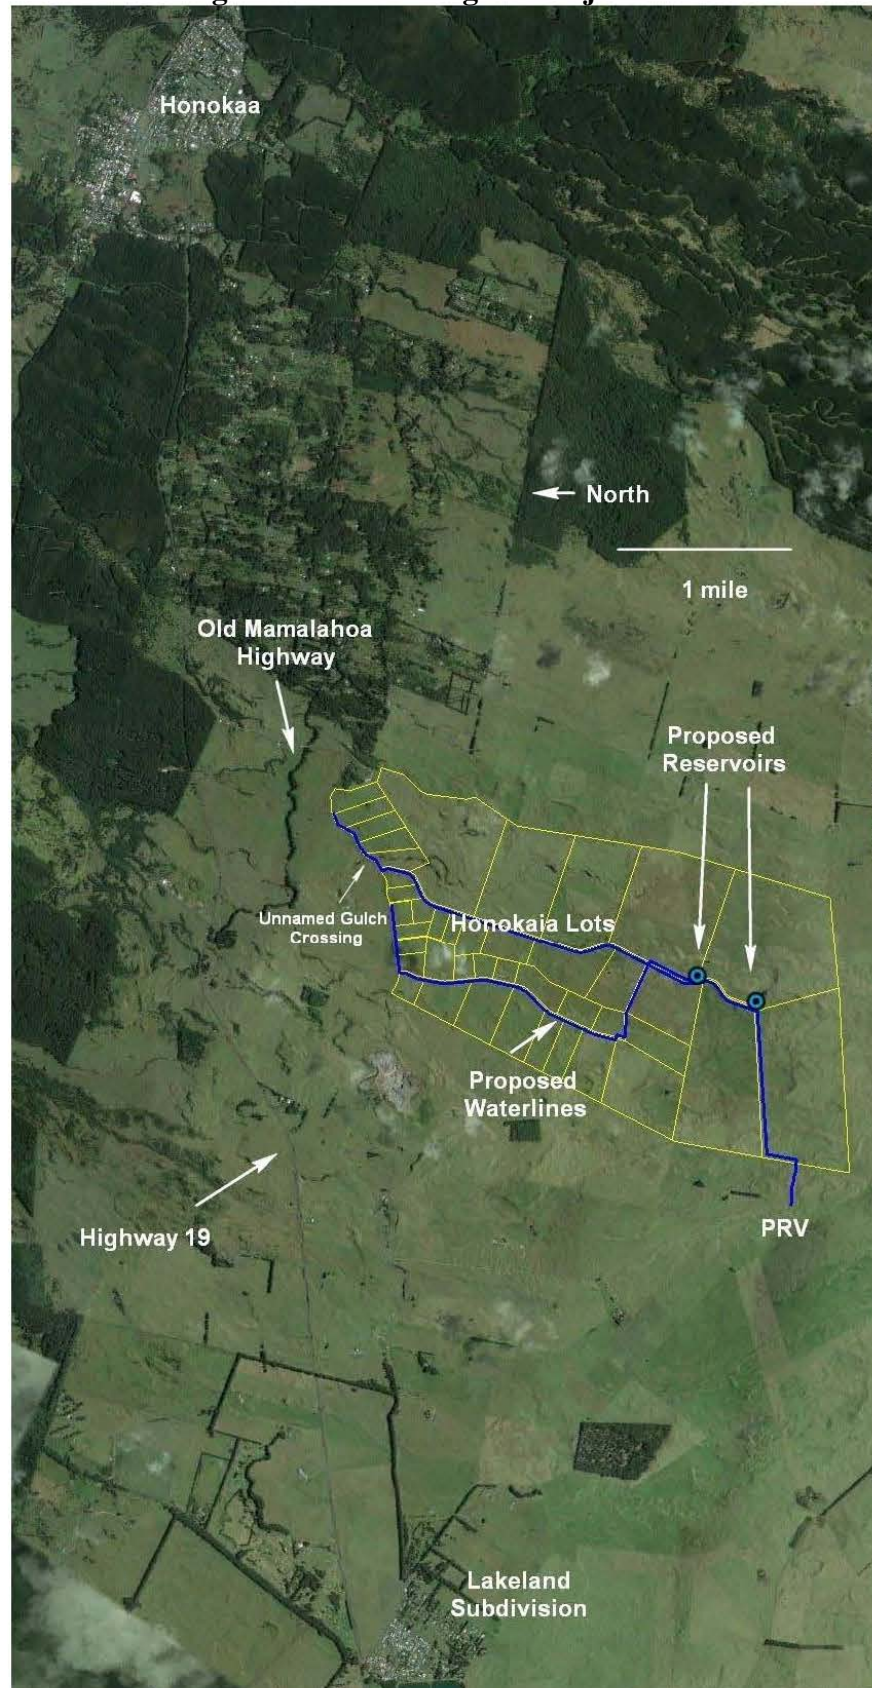 Honokaa
North
1 mile
Old Mamalahoa
Highway
Proposed
Reservoirs
Unnamed Gulch
Crossing
Honokaia Lots
Proposed
Waterlines
Highway 19
PRV
Lakeland
Subdivision